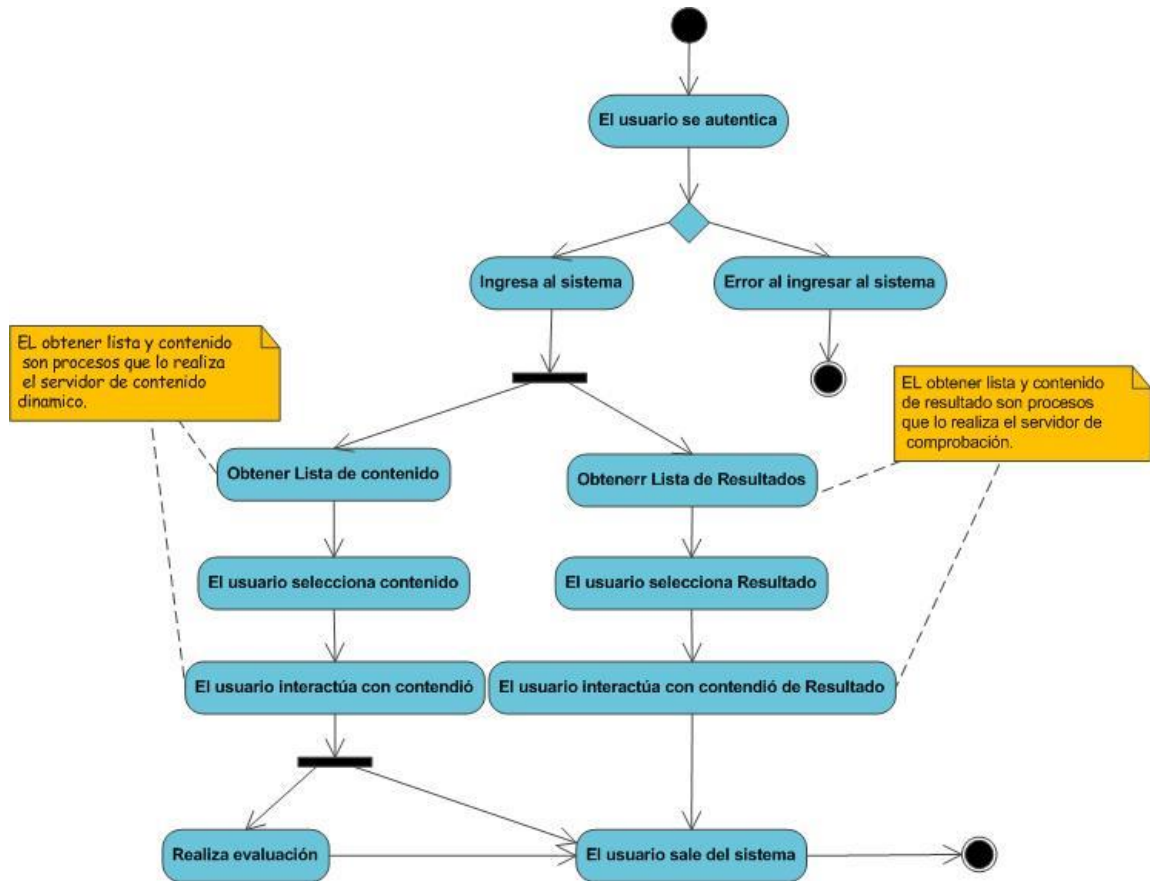 El usuario se autentica
Ingresa al sistema
Error al ingresar al sistema
EL obtener lista y contenido
son procesos que lo realiza
el servidor de contenido
dinamico.
EL obtener lista y contenido
de resultado son procesos
que lo realiza el servidor de
comprobación.
Obtener Lista de contenido
Obtenerr Lista de Resultados
El usuario selecciona contenido
El usuario selecciona Resultado
El usuario interactúa con contendió
El usuario interactúa con contendió de Resultado
Realiza evaluación
El usuario sale del sistema